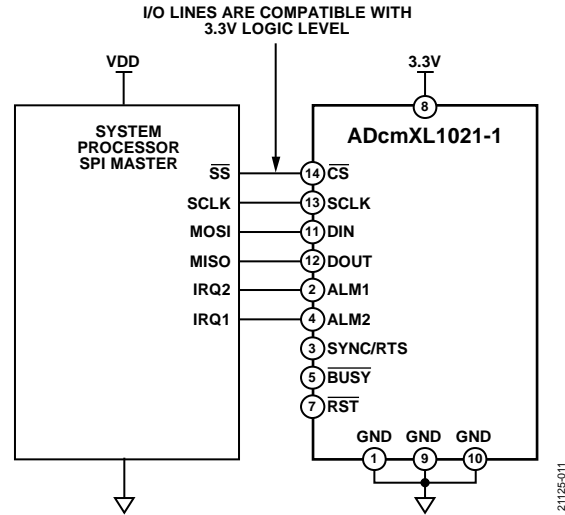 I/O LINES ARE COMPATIBLE WITH
3.3V LOGIC LEVEL
VDD
3.3V
8
SYSTEM
PROCESSOR
SPI MASTER
ADcmXL1021-1
SS 14 CS
SCLK 13 SCLK
MOSI 11 DIN
MISO 12 DOUT
IRQ2 2 ALM1
IRQ1 4 ALM2
3 SYNC/RTS
5 BUSY
7 RST
GND GND GND
1 9 10
21125-011